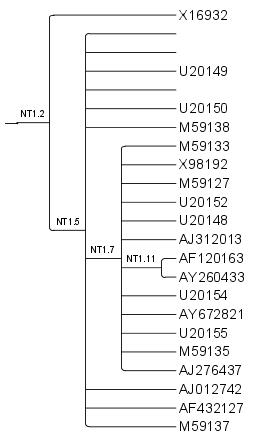 X16932
U20149
NT1.2
U20150
M59138
M59133
X98192
M59127
U20152
NT1.5
U20148
AJ312013
NT1.7
NT1.11
AF120163
AY260433
U20154
AY672821
U20155
M59135
AJ276437
AJ012742
AF432127
M59137